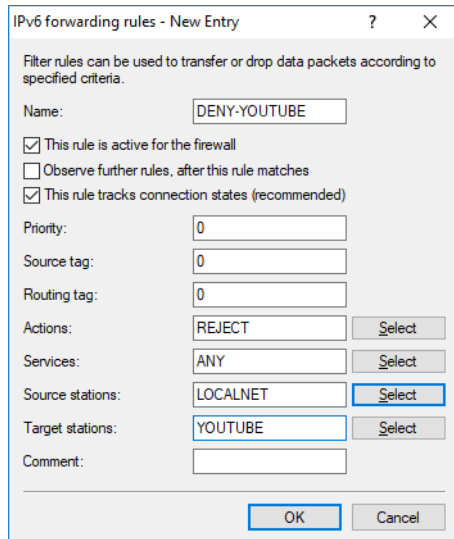 IPv6 forwarding rules - New Entry ? ×
Filter rules can be used to transfer or drop data packets according to
specified criteria.
Name: DENY-YOUTUBE
This rule is active for the firewall
Observe further rules, after this rule matches
This rule tracks connection states (recommended)
Priority: 0
Source tag: 0
Routing tag: 0
Actions: REJECT Select
Services: ANY Select
Source stations: LOCALNET Select
Target stations: YOUTUBE Select
Comment:
OK Cancel